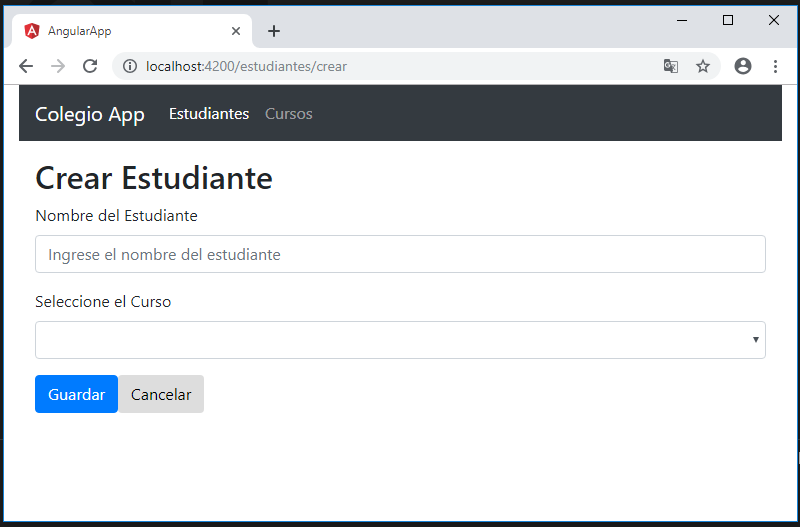 AngularApp
localhost:4200/estudiantes/crear
Colegio App Estudiantes Cursos
Crear Estudiante
Nombre del Estudiante
Ingrese el nombre del estudiante
Seleccione el Curso
Guardar Cancelar